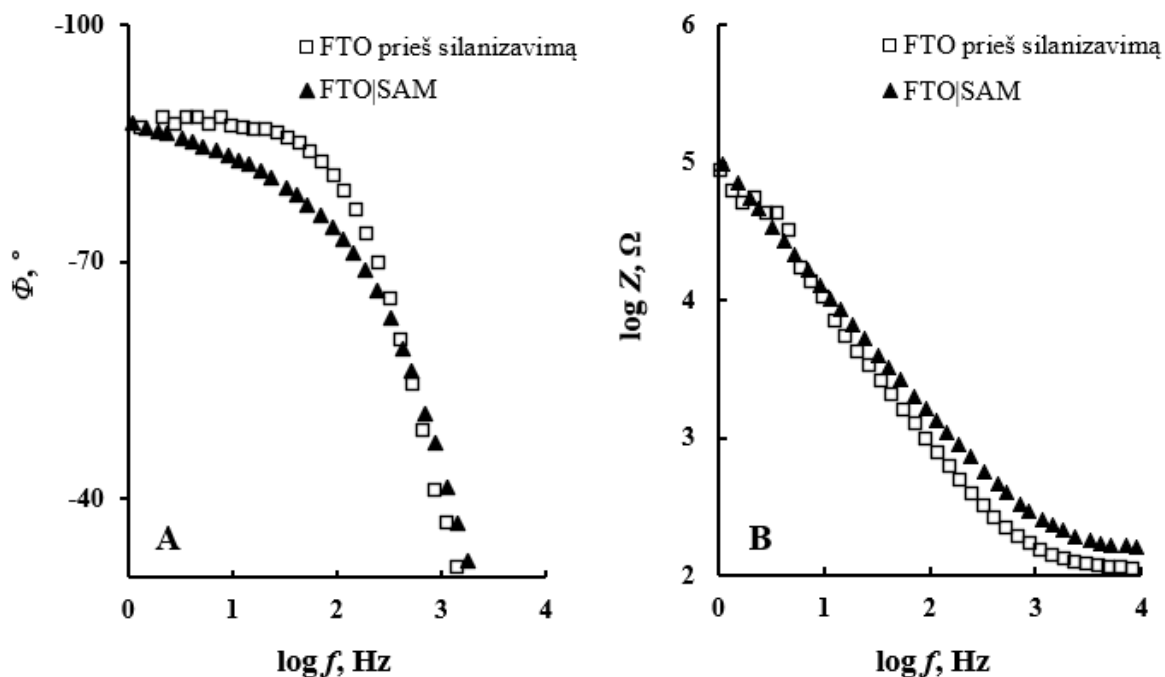 -100
-70
-40
Φ, °
FTO prieš silanizavimą
FTO|SAM
A
0 1 2 3 4
log f, Hz
6
5
4
3
2
log Z, Ω
FTO prieš silanizavimą
FTO|SAM
B
0 1 2 3 4
log f, Hz